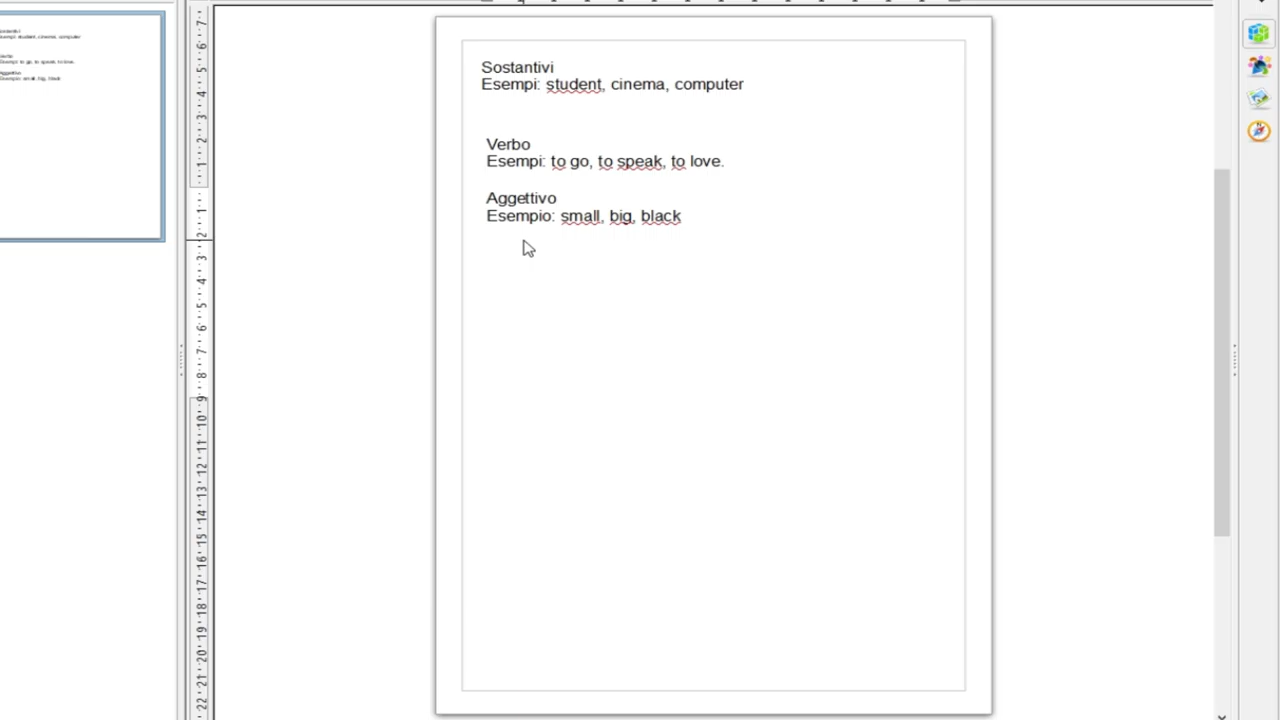 Sostantivi
Esempi: student, cinema, computer
Verbo
Esempi: to go, to speak, to love.
Aggettivo
Esempio: small, big, black